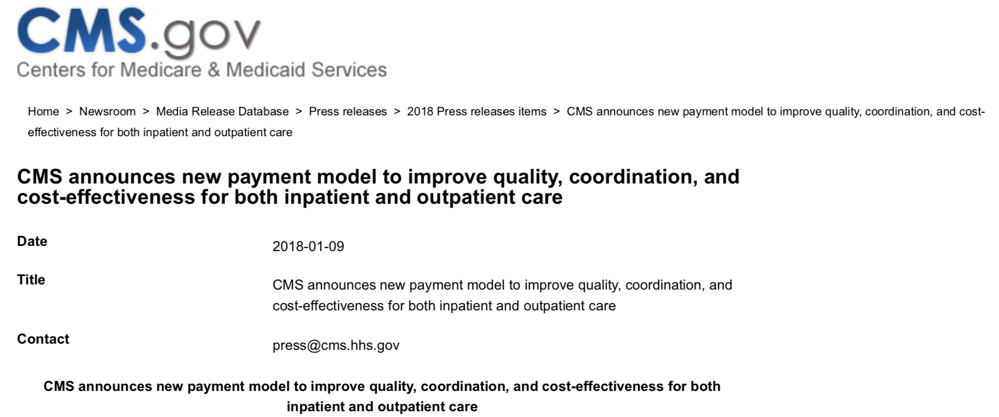 CMS.gov
Centers for Medicare & Medicaid Services
Home > Newsroom > Media Release Database > Press releases > 2018 Press releases items > CMS announces new payment model to improve quality, coordination, and cost-
effectiveness for both inpatient and outpatient care
CMS announces new payment model to improve quality, coordination, and
cost-effectiveness for both inpatient and outpatient care
Date
2018-01-09
Title
CMS announces new payment model to improve quality, coordination, and
cost-effectiveness for both inpatient and outpatient care
Contact
press@cms.hhs.gov
CMS announces new payment model to improve quality, coordination, and cost-effectiveness for both
inpatient and outpatient care